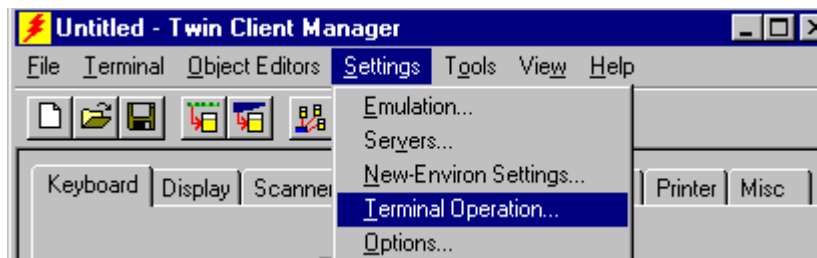 Untitled - Twin Client Manager
File Terminal Object Editors Settings Tools View Help
Emulation...
Servers...
New-Environ Settings...
Keyboard Display Scanner Printer Misc
Terminal Operation...
Options...